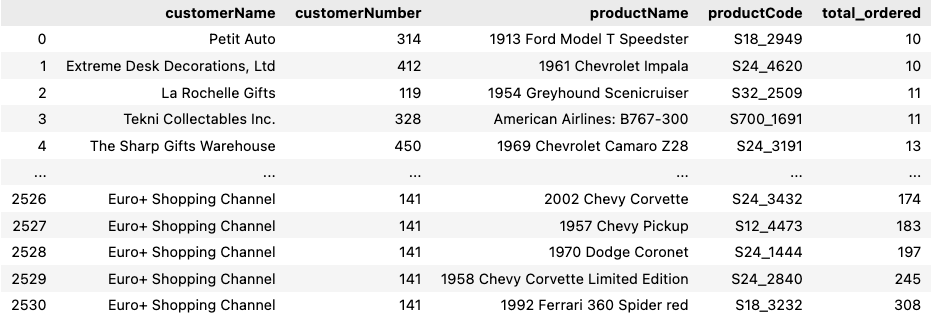 customerName customerNumber productName productCode total_ordered
0 Petit Auto 314 1913 Ford Model T Speedster S18_2949 10
1 Extreme Desk Decorations, Ltd 412 1961 Chevrolet Impala S24_4620 10
2 La Rochelle Gifts 119 1954 Greyhound Scenicruiser S32_2509 11
3 Tekni Collectables Inc. 328 American Airlines: B767-300 S700_1691 11
4 The Sharp Gifts Warehouse 450 1969 Chevrolet Camaro Z28 S24_3191 13
... ... ... ... ... ...
2526 Euro+ Shopping Channel 141 2002 Chevy Corvette S24_3432 174
2527 Euro+ Shopping Channel 141 1957 Chevy Pickup S12_4473 183
2528 Euro+ Shopping Channel 141 1970 Dodge Coronet S24_1444 197
2529 Euro+ Shopping Channel 141 1958 Chevy Corvette Limited Edition S24_2840 245
2530 Euro+ Shopping Channel 141 1992 Ferrari 360 Spider red S18_3232 308